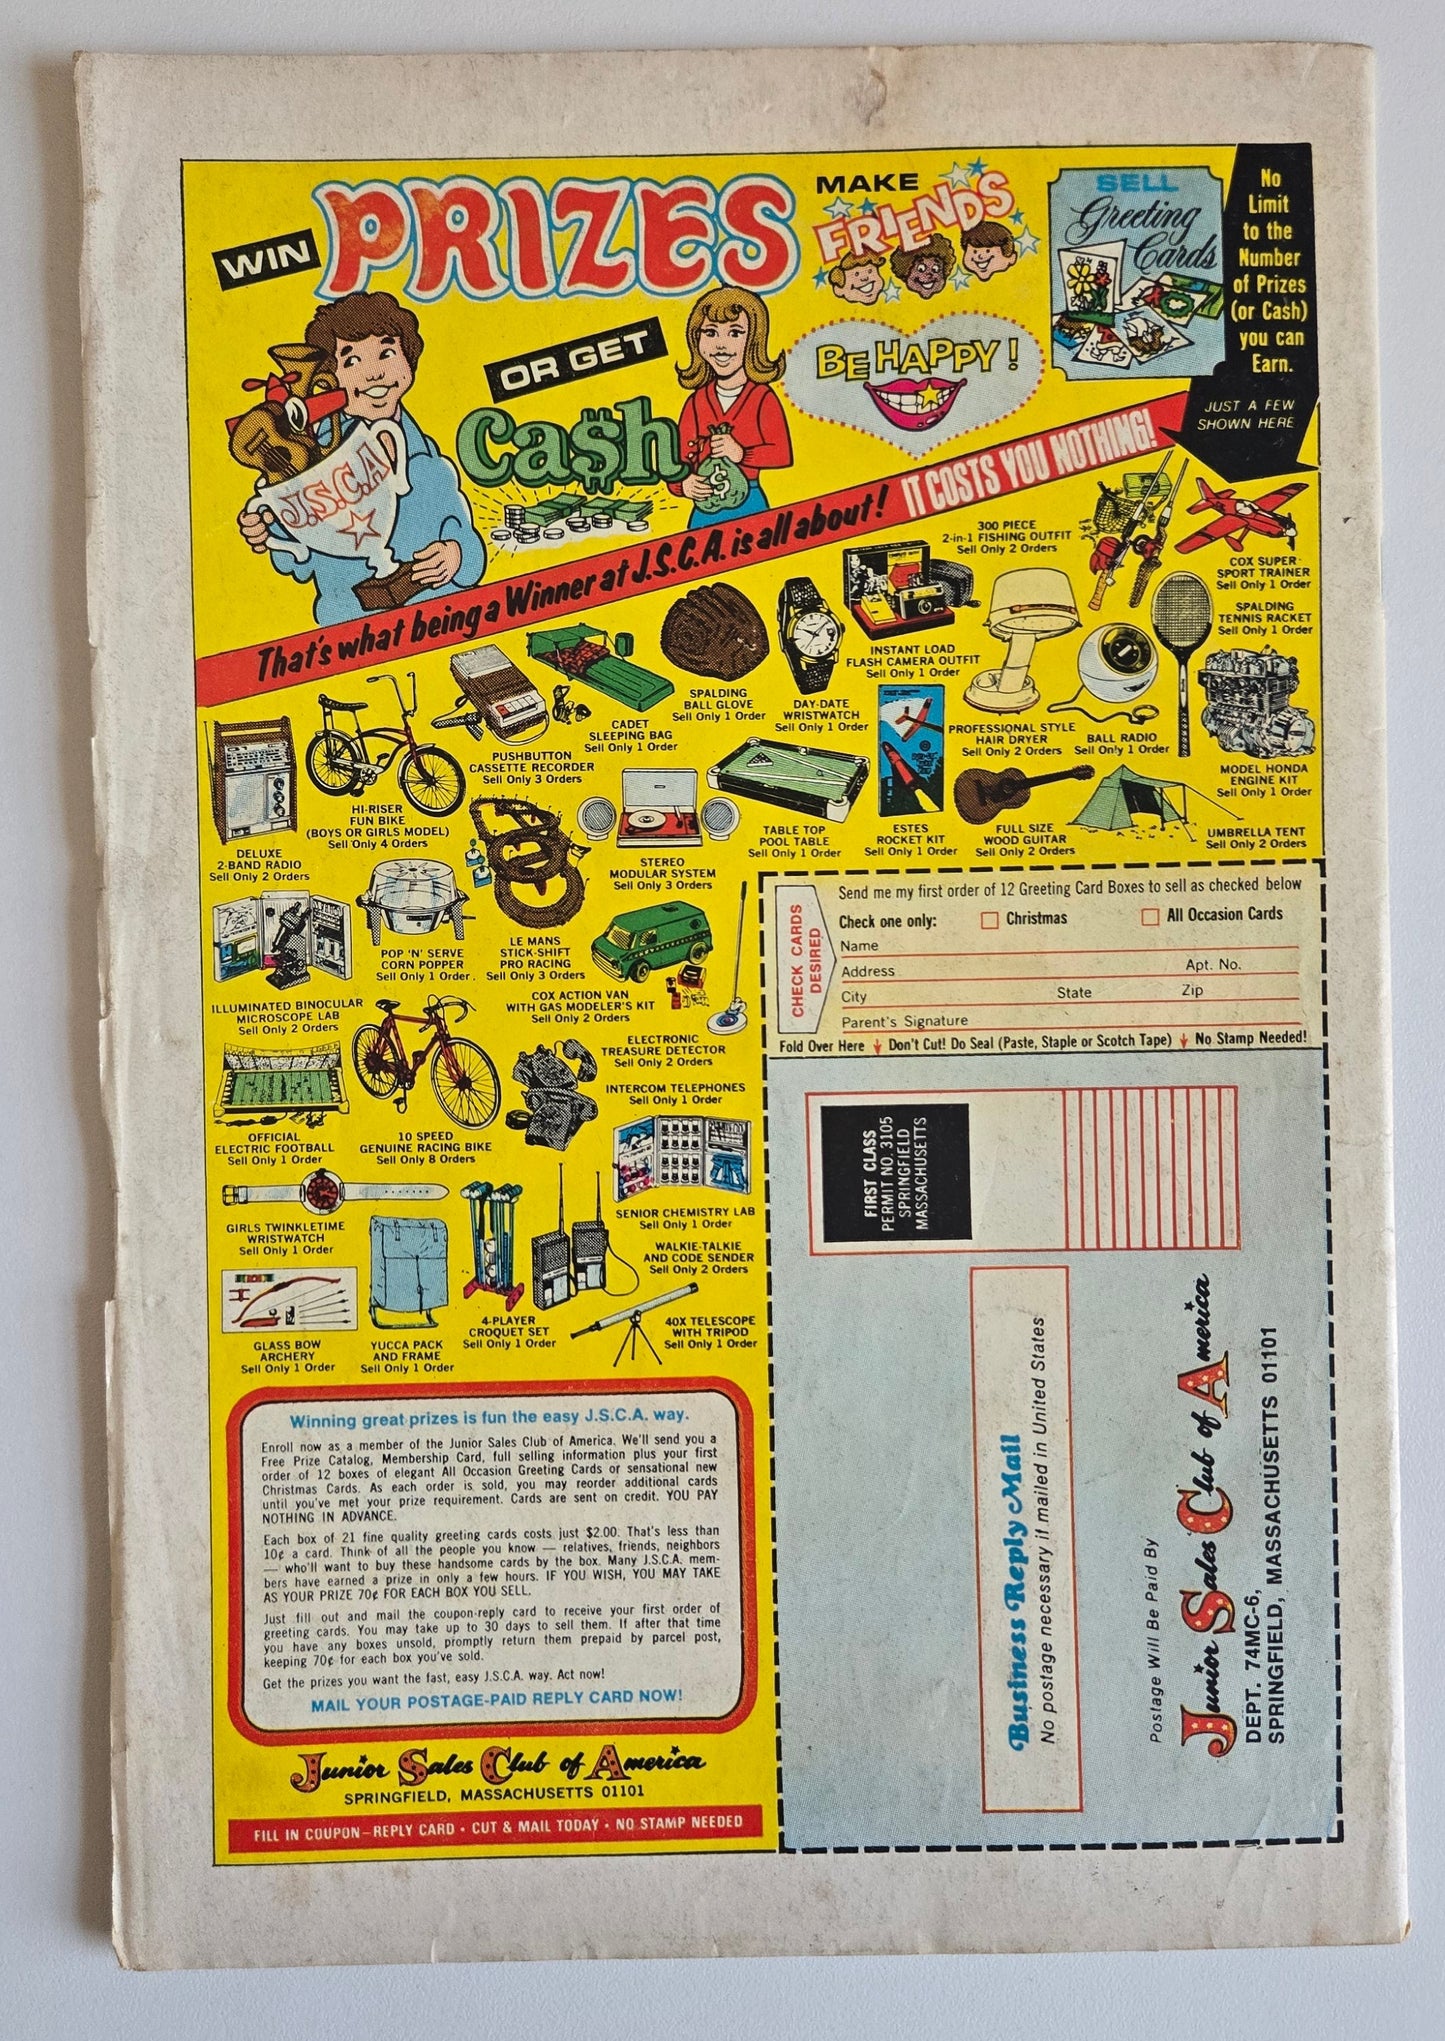 WIN
PRIZES
MAKE
FRIENDS
SELL
Greeting
Cards
No
Limit
to the
Number
of Prizes
(or Cash)
you can
Earn.
JUST A FEW
SHOWN HERE
OR GET
Ca$h
BE HAPPY!
J.S.C.A
$
That's what being a Winner at J.S.C.A. is all about! IT COSTS YOU NOTHING!
300 PIECE
2-in-1 FISHING OUTFIT
Sell Only 2 Orders
COX SUPER-
SPORT TRAINER
Sell Only 1 Order
SPALDING
TENNIS RACKET
Sell Only 1 Order
INSTANT LOAD
FLASH CAMERA OUTFIT
Sell Only 1 Order
SPALDING
BALL GLOVE
Sell Only 1 Order
DAY-DATE
WRISTWATCH
Sell Only 1 Order
CADET
SLEEPING BAG
Sell Only 1 Order
PUSHBUTTON
CASSETTE RECORDER
Sell Only 3 Orders
PROFESSIONAL STYLE
HAIR DRYER
Sell Only 2 Orders
BALL RADIO
Sell Only 1 Order
MODEL HONDA
ENGINE KIT
Sell Only 1 Order
HI-RISER
FUN BIKE
(BOYS OR GIRLS MODEL)
Sell Only 4 Orders
DELUXE
2-BAND RADIO
Sell Only 2 Orders
STEREO
MODULAR SYSTEM
Sell Only 3 Orders
TABLE TOP
POOL TABLE
Sell Only 1 Order
ESTES
ROCKET KIT
Sell Only 1 Order
FULL SIZE
WOOD GUITAR
Sell Only 2 Orders
UMBRELLA TENT
Sell Only 2 Orders
POP 'N' SERVE
CORN POPPER
Sell Only 1 Order.
LE MANS
STICK-SHIFT
PRO RACING
Sell Only 3 Orders
ILLUMINATED BINOCULAR
MICROSCOPE LAB
Sell Only 2 Orders
COX ACTION VAN
WITH GAS MODELER'S KIT
Sell Only 2 Orders
ELECTRONIC
TREASURE DETECTOR
Sell Only 2 Orders
INTERCOM TELEPHONES
Sell Only 1 Order
OFFICIAL
ELECTRIC FOOTBALL
Sell Only 1 Order
10 SPEED
GENUINE RACING BIKE
Sell Only 8 Orders
SENIOR CHEMISTRY LAB
Sell Only 1 Order
GIRLS TWINKLETIME
WRISTWATCH
Sell Only 1 Order
WALKIE-TALKIE
AND CODE SENDER
Sell Only 2 Orders
GLASS BOW
ARCHERY
Sell Only 1 Order
YUCCA PACK
AND FRAME
Sell Only 1 Order
4-PLAYER
CROQUET SET
Sell Only 1 Order
40X TELESCOPE
WITH TRIPOD
Sell Only 1 Order
Winning great prizes is fun the easy J.S.C.A. way.
Enroll now as a member of the Junior Sales Club of America. We'll send you a
Free Prize Catalog, Membership Card, full selling information plus your first
order of 12 boxes of elegant All Occasion Greeting Cards or sensational new
Christmas Cards. As each order is sold, you may reorder additional cards
until you've met your prize requirement. Cards are sent on credit. YOU PAY
NOTHING IN ADVANCE.
Each box of 21 fine quality greeting cards costs just $2.00. That's less than
10¢ a card. Think of all the people you know — relatives, friends, neighbors
— who'll want to buy these handsome cards by the box. Many J.S.C.A. mem-
bers have earned a prize in only a few hours. IF YOU WISH, YOU MAY TAKE
AS YOUR PRIZE 70¢ FOR EACH BOX YOU SELL.
Just fill out and mail the coupon-reply card to receive your first order of
greeting cards. You may take up to 30 days to sell them. If after that time
you have any boxes unsold, promptly return them prepaid by parcel post,
keeping 70¢ for each box you've sold.
Get the prizes you want the fast, easy J.S.C.A. way. Act now!
MAIL YOUR POSTAGE-PAID REPLY CARD NOW!
Junior Sales Club of America
SPRINGFIELD, MASSACHUSETTS 01101
FILL IN COUPON–REPLY CARD • CUT & MAIL TODAY • NO STAMP NEEDED
CHECK CARDS
DESIRED
Send me my first order of 12 Greeting Card Boxes to sell as checked below
Check one only: Christmas All Occasion Cards
Name
Address Apt. No.
City State Zip
Parent's Signature
Fold Over Here Don't Cut! Do Seal (Paste, Staple or Scotch Tape) No Stamp Needed!
FIRST CLASS
PERMIT NO. 3105
SPRINGFIELD
MASSACHUSETTS
Business Reply Mail
No postage necessary if mailed in United States
Postage Will Be Paid By
Junior Sales Club of America
DEPT. 74MC-6,
SPRINGFIELD, MASSACHUSETTS 01101